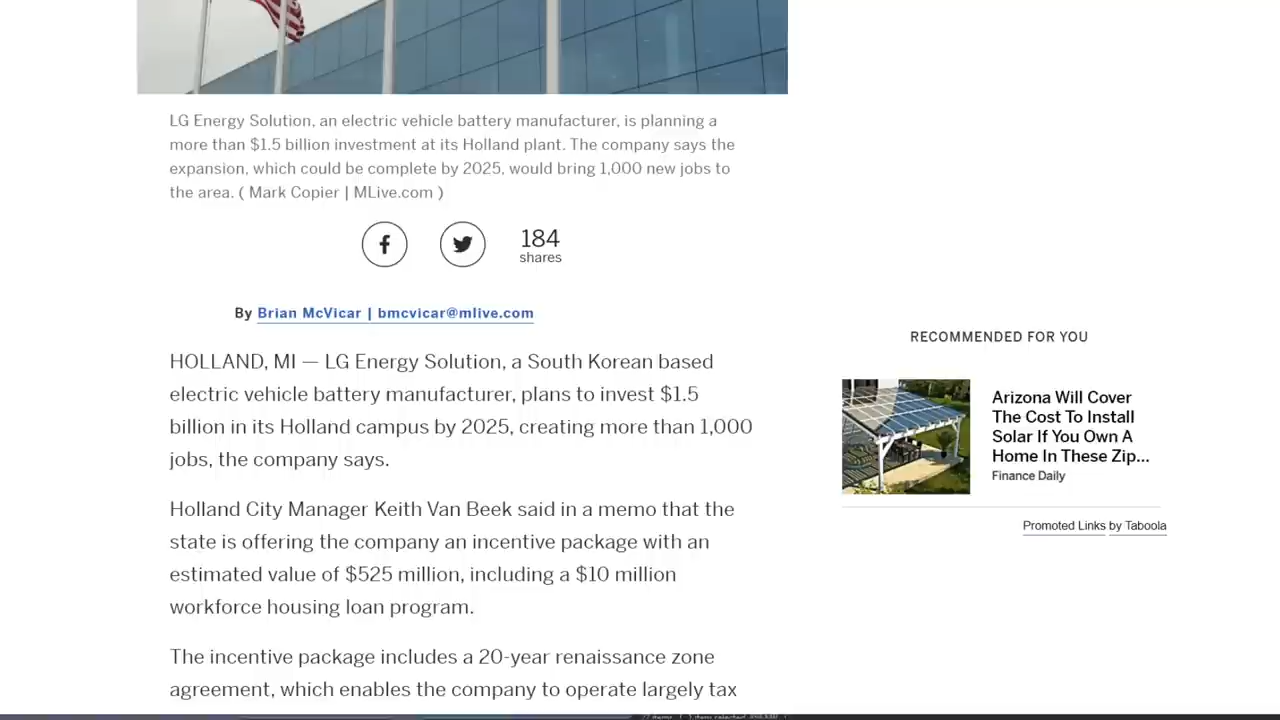 LG Energy Solution, an electric vehicle battery manufacturer, is planning a
more than $1.5 billion investment at its Holland plant. The company says the
expansion, which could be complete by 2025, would bring 1,000 new jobs to
the area. ( Mark Copier | MLive.com )
184
shares
By Brian McVicar | bmcvicar@mlive.com
HOLLAND, MI — LG Energy Solution, a South Korean based
electric vehicle battery manufacturer, plans to invest $1.5
billion in its Holland campus by 2025, creating more than 1,000
jobs, the company says.
Holland City Manager Keith Van Beek said in a memo that the
state is offering the company an incentive package with an
estimated value of $525 million, including a $10 million
workforce housing loan program.
The incentive package includes a 20-year renaissance zone
agreement, which enables the company to operate largely tax
RECOMMENDED FOR YOU
Arizona Will Cover
The Cost To Install
Solar If You Own A
Home In These Zip...
Finance Daily
Promoted Links by Taboola